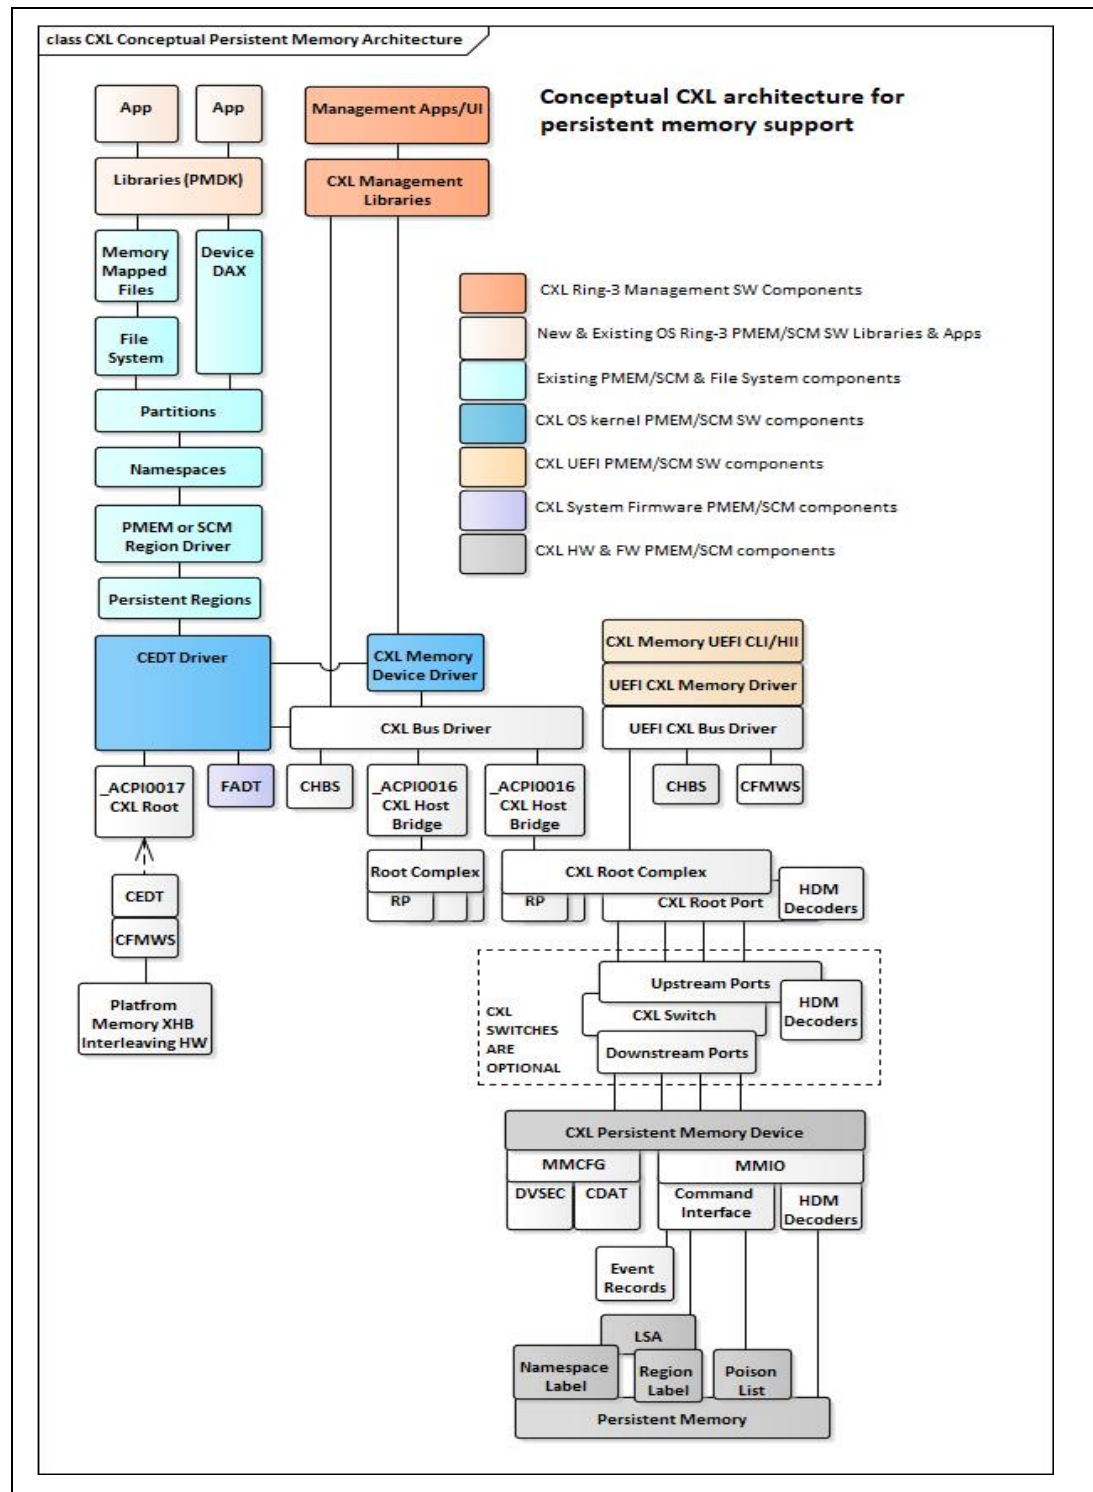 class CXL Conceptual Persistent Memory Architecture
Conceptual CXL architecture for
persistent memory support
App
App
Management Apps/UI
Libraries (PMDK)
CXL Management
Libraries
Memory
Mapped
Files
Device
DAX
File
System
Partitions
Namespaces
PMEM or SCM
Region Driver
Persistent Regions
CXL Ring-3 Management SW Components
New & Existing OS Ring-3 PMEM/SCM SW Libraries & Apps
Existing PMEM/SCM & File System components
CXL OS kernel PMEM/SCM SW components
CXL UEFI PMEM/SCM SW components
CXL System Firmware PMEM/SCM components
CXL HW & FW PMEM/SCM components
CEDT Driver
CXL Memory
Device Driver
CXL Memory UEFI CLI/HII
UEFI CXL Memory Driver
CXL Bus Driver
UEFI CXL Bus Driver
_ACPI0017
CXL Root
FADT
CHBS
_ACPI0016
CXL Host
Bridge
_ACPI0016
CXL Host
Bridge
CHBS
CFMWS
Root Complex
RP
CXL Root Complex
RP
CXL Root Port
HDM
Decoders
CEDT
CFMWS
Platfrom
Memory XHB
Interleaving HW
CXL
SWITCHES
ARE
OPTIONAL
Upstream Ports
CXL Switch
HDM
Decoders
Downstream Ports
CXL Persistent Memory Device
MMCFG
MMIO
DVSEC
CDAT
Command
Interface
HDM
Decoders
Event
Records
LSA
Namespace
Label
Region
Label
Poison
List
Persistent Memory